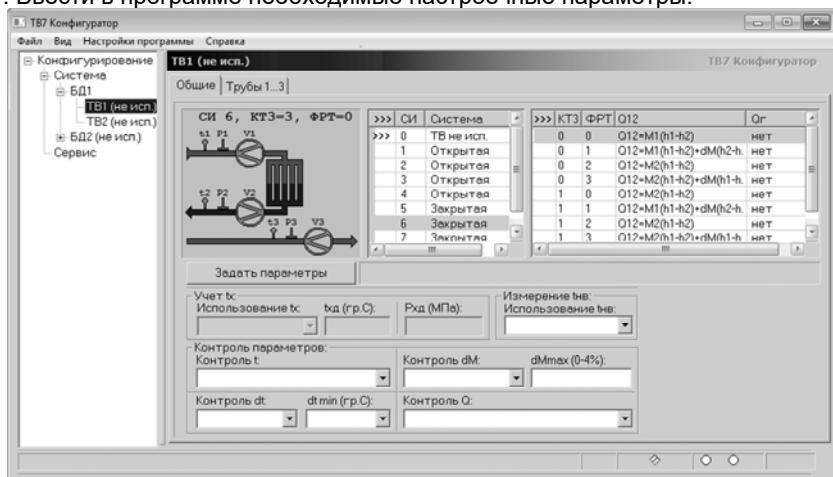 . Ввести в программе необходимые настроечные параметры.
ТВ7 Конфигуратор
Файл Вид Настройки программы Справка
Конфигурирование
Система
БД1
ТВ1 (не исп.)
ТВ2 (не исп.)
БД2 (не исп.)
Сервис
ТВ1 (не исп.) ТВ7 Конфигуратор
Общие Трубы 1...3
СИ 6, КТ3=3, ФРТ=0
t1 P1 V1
t2 P2 V2
t3 P3 V3
>>> СИ Система
>>> 0 ТВ не исп.
1 Открытая
2 Открытая
3 Открытая
4 Открытая
5 Закрытая
6 Закрытая
7 Закрытая
>>> КТ3 ФРТ Q12 Qг
0 0 Q12=M1(h1-h2) нет
0 1 Q12=M1(h1-h2)+dM(h2-h. нет
0 2 Q12=M2(h1-h2) нет
0 3 Q12=M2(h1-h2)+dM(h1-h. нет
1 0 Q12=M1(h1-h2) нет
1 1 Q12=M1(h1-h2)+dM(h2-h. нет
1 2 Q12=M2(h1-h2) нет
1 3 Q12=M2(h1-h2)+dM(h1-h нет
Задать параметры
Учет tх:
Использование tх: tхд (гр.С): Рхд (МПа):
Измерение tнв:
Использование tнв:
Контроль параметров:
Контроль t: Контроль dM: dMmax (0-4%):
Контроль dt: dt min (гр.С): Контроль Q: